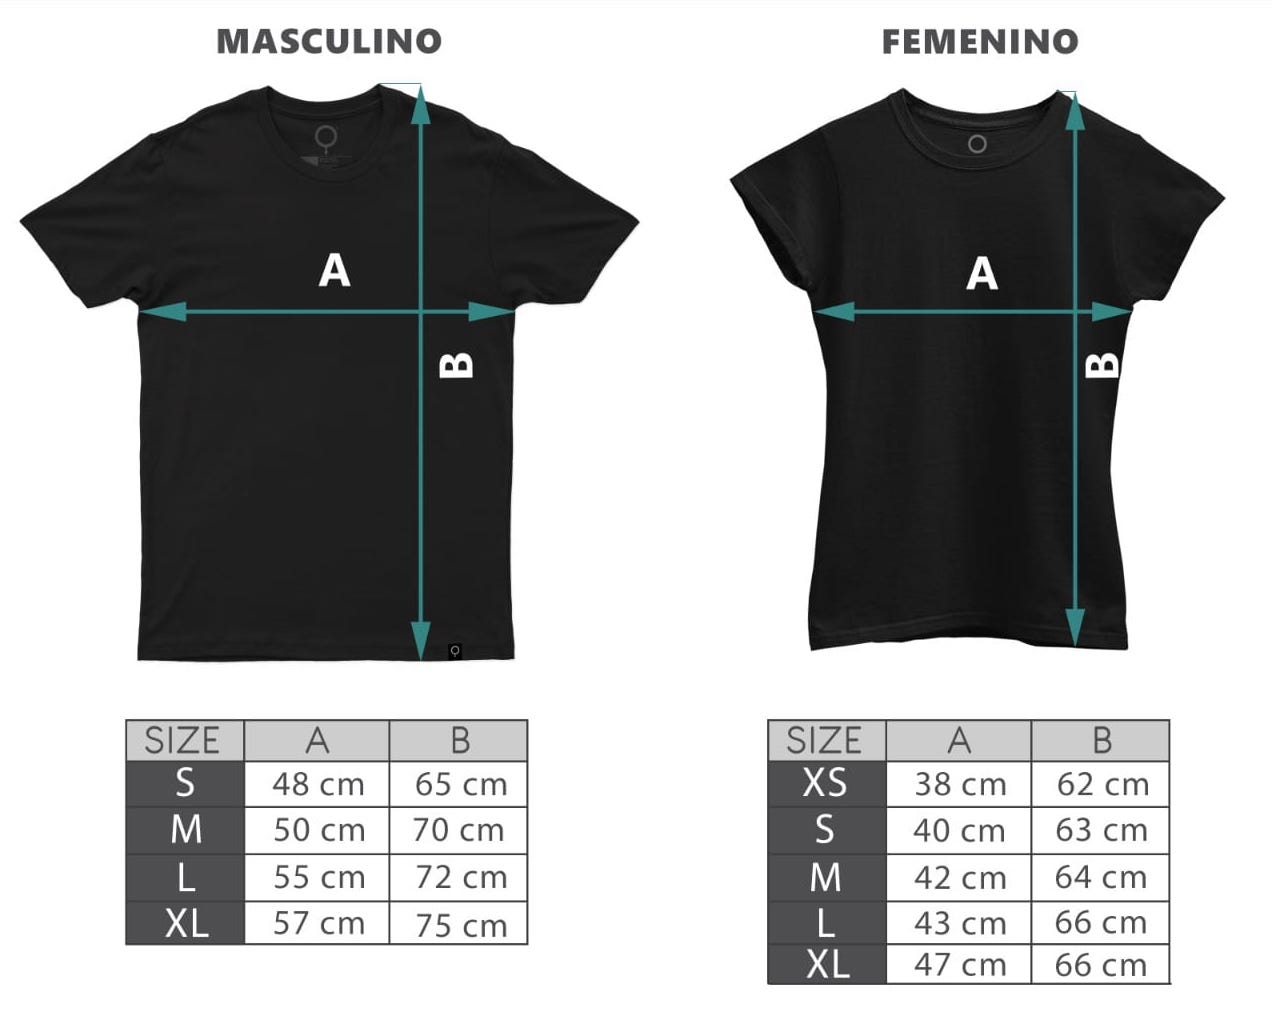 MASCULINO
FEMENINO
A
B
A
B
SIZE A B
S 48 cm 65 cm
M 50 cm 70 cm
L 55 cm 72 cm
XL 57 cm 75 cm
SIZE A B
XS 38 cm 62 cm
S 40 cm 63 cm
M 42 cm 64 cm
L 43 cm 66 cm
XL 47 cm 66 cm